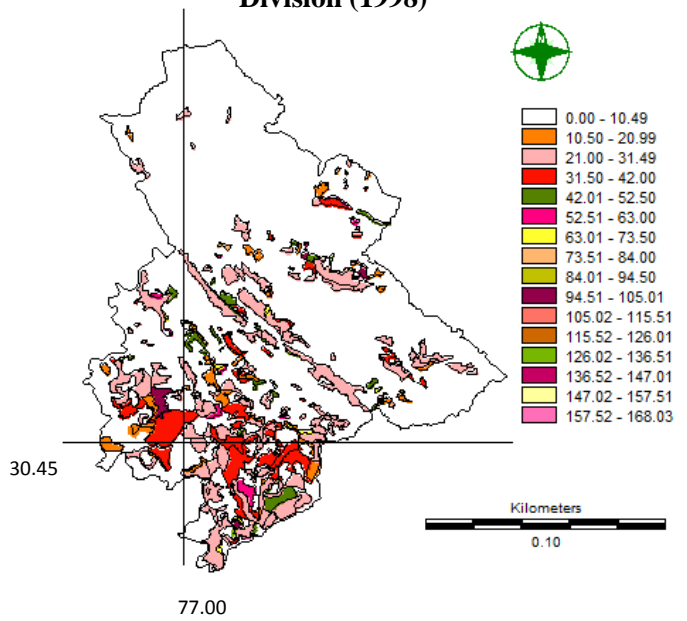 Division (1998)
0.00 - 10.49
10.50 - 20.99
21.00 - 31.49
31.50 - 42.00
42.01 - 52.50
52.51 - 63.00
63.01 - 73.50
73.51 - 84.00
84.01 - 94.50
94.51 - 105.01
105.02 - 115.51
115.52 - 126.01
126.02 - 136.51
136.52 - 147.01
147.02 - 157.51
157.52 - 168.03
30.45
Kilometers
0.10
77.00